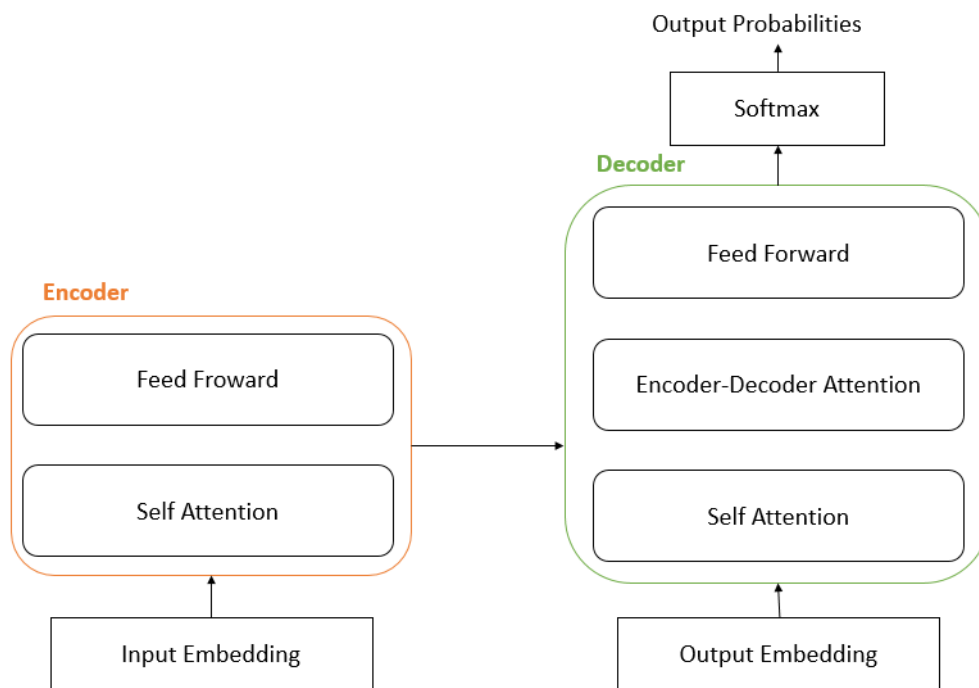 Output Probabilities
Softmax
Decoder
Feed Forward
Encoder
Feed Froward
Encoder-Decoder Attention
Self Attention
Self Attention
Input Embedding
Output Embedding